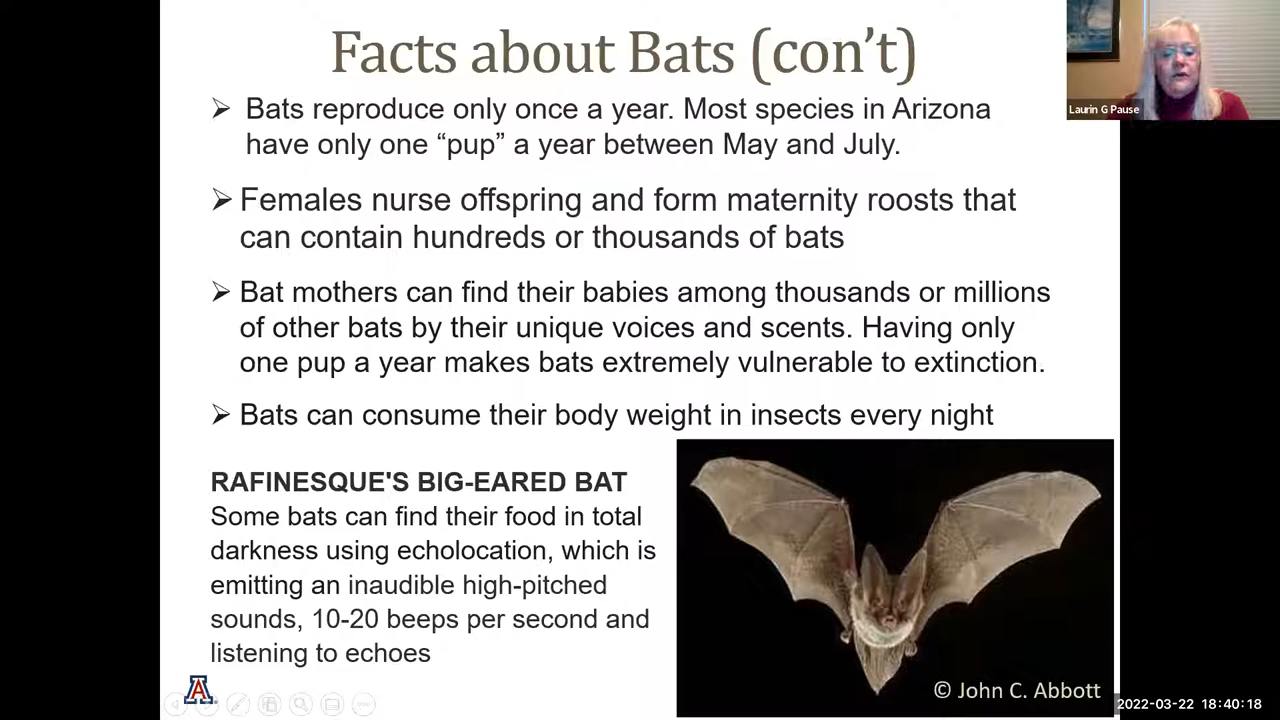 Facts about Bats (con’t)
Laurin G Pause
➢ Bats reproduce only once a year. Most species in Arizona
have only one “pup” a year between May and July.
➢ Females nurse offspring and form maternity roosts that
can contain hundreds or thousands of bats
➢ Bat mothers can find their babies among thousands or millions
of other bats by their unique voices and scents. Having only
one pup a year makes bats extremely vulnerable to extinction.
➢ Bats can consume their body weight in insects every night
RAFINESQUE'S BIG-EARED BAT
Some bats can find their food in total
darkness using echolocation, which is
emitting an inaudible high-pitched
sounds, 10-20 beeps per second and
listening to echoes
A
© John C. Abbott
2022-03-22 18:40:18